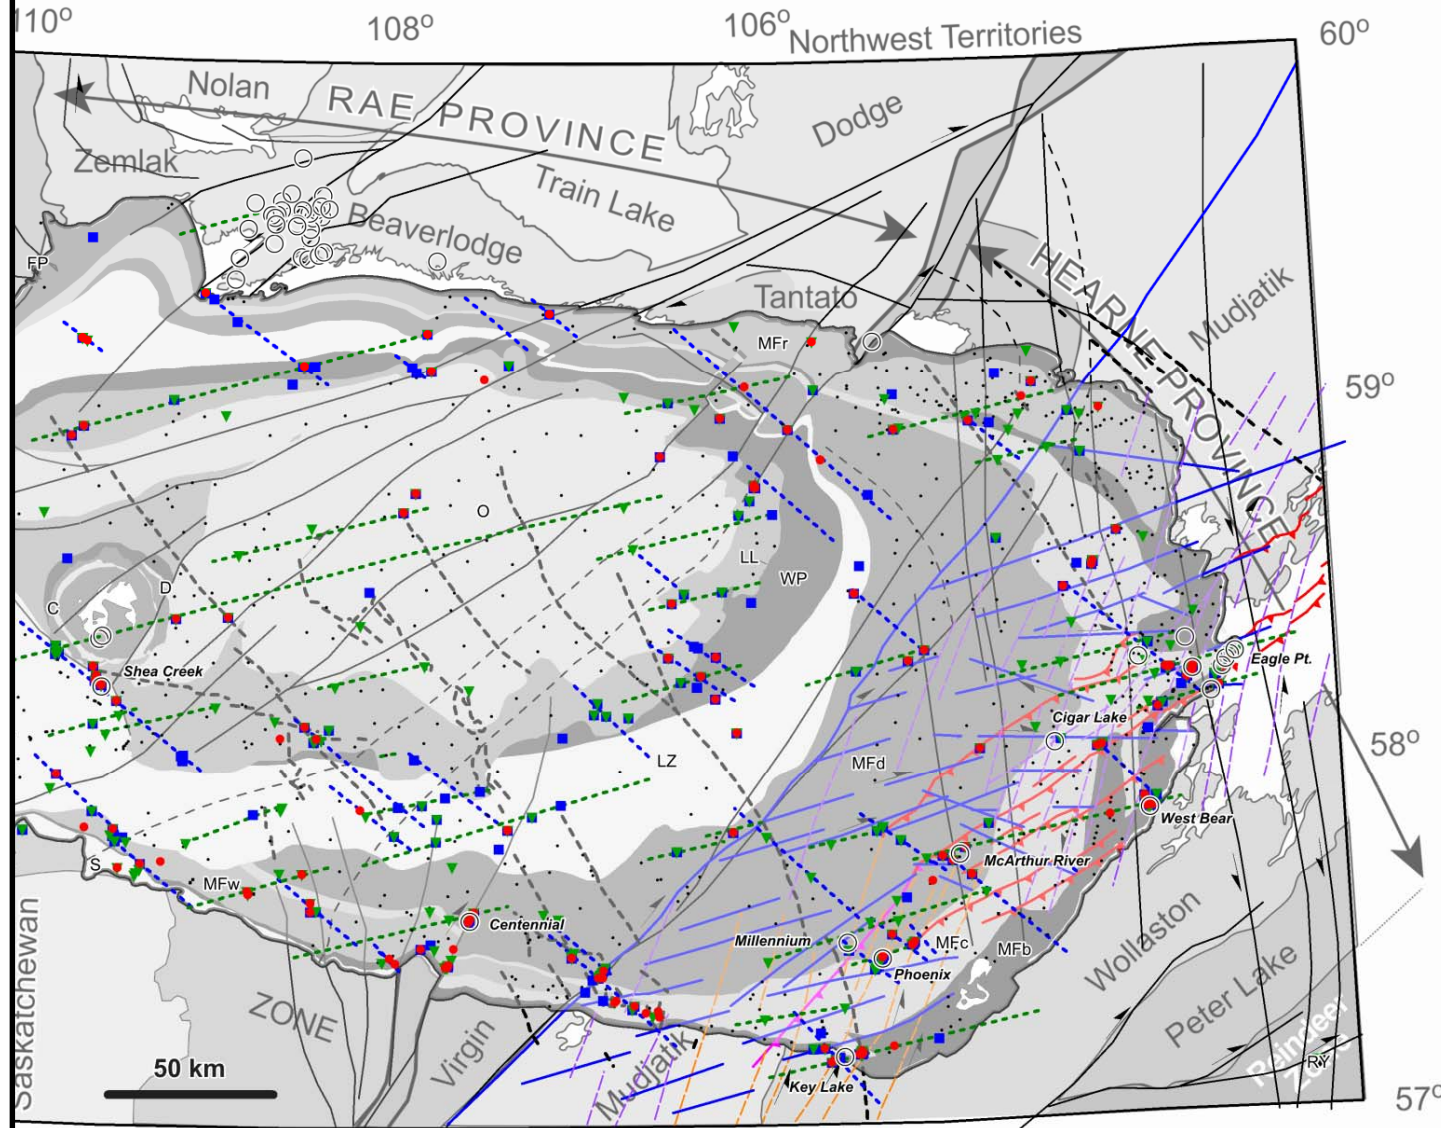 110°
108°
106°
Northwest Territories
60°
Nolan
RAE PROVINCE
Dodge
Zemlak
Train Lake
Beaverlodge
FP
HEARNE PROVINCE
Mudjatik
Tantato
MFr
59°
O
LL
WP
D
C
Shea Creek
Eagle Pt.
Cigar Lake
58°
LZ
MFd
West Bear
McArthur River
S
MFw
Centennial
Millennium
MFc
MFb
Phoenix
Wollaston
Saskatchewan
ZONE
Virgin
Mudjatik
Peter Lake
Reindeer
Zone
RY
50 km
Key Lake
57°